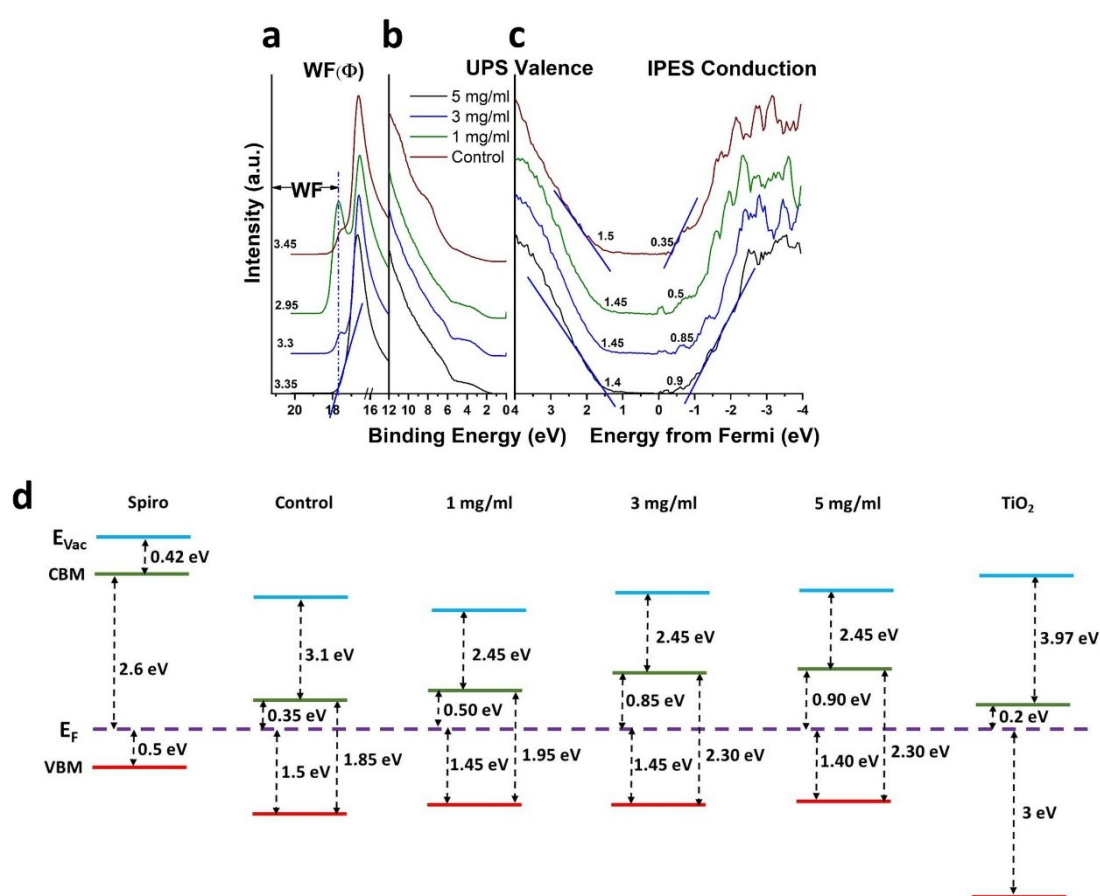 a b c
WF(Φ) UPS Valence IPES Conduction
5 mg/ml
3 mg/ml
1 mg/ml
Control
Intensity (a.u.)
WF
3.45
2.95
3.3
3.35
1.5 0.35
1.45 0.5
1.45 0.85
1.4 0.9
20 18 16 12 10 8 6 4 2 0 4 3 2 1 0 -1 -2 -3 -4
Binding Energy (eV) Energy from Fermi (eV)
d
Spiro Control 1 mg/ml 3 mg/ml 5 mg/ml TiO2
EVac
0.42 eV
CBM
2.6 eV 3.1 eV 2.45 eV 2.45 eV 2.45 eV 3.97 eV
0.35 eV 0.50 eV 0.85 eV 0.90 eV 0.2 eV
EF
0.5 eV
VBM
1.5 eV 1.85 eV 1.45 eV 1.95 eV 1.45 eV 2.30 eV 1.40 eV 2.30 eV
3 eV